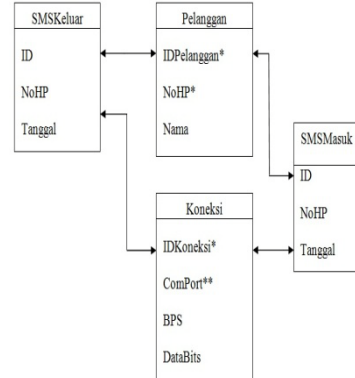 SMSKeluar
ID
NoHP
Tanggal
Pelanggan
IDPelanggan*
NoHP*
Nama
SMSMasuk
ID
NoHP
Tanggal
Koneksi
IDKoneksi*
ComPort**
BPS
DataBits